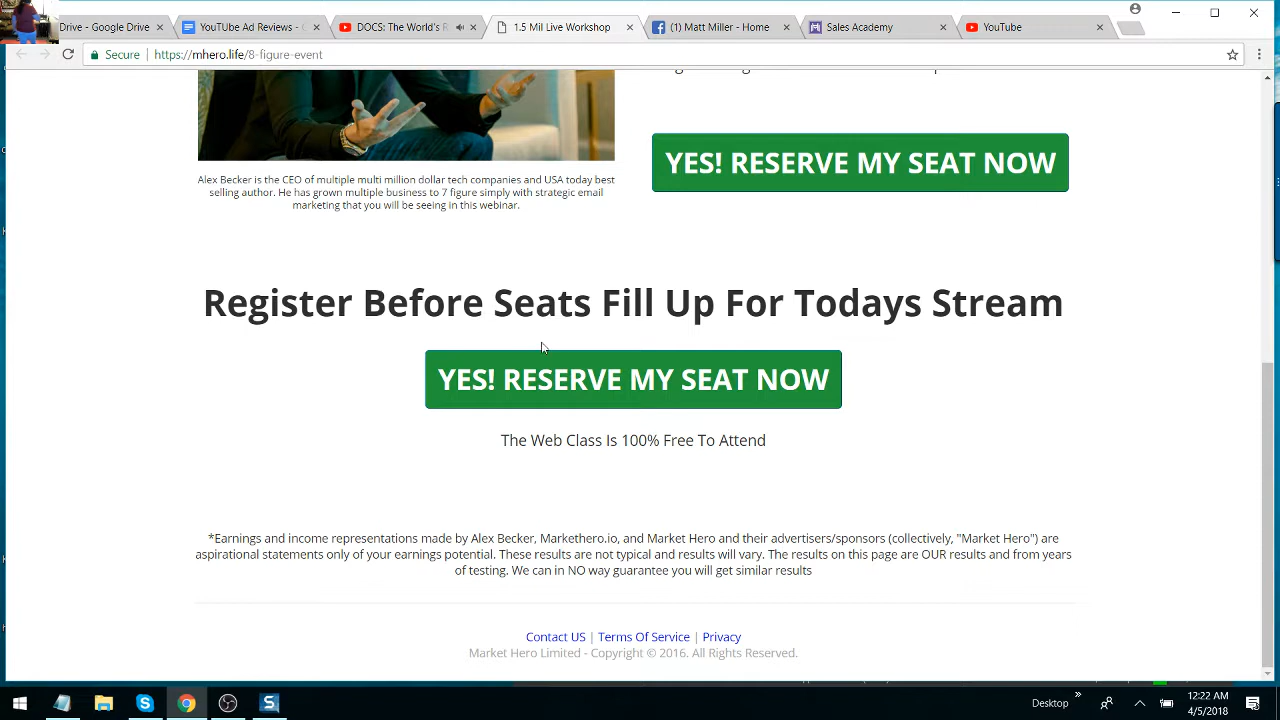 Drive - Google Drive
YouTUbe Ad Reviews -
DOCS: The World's
1.5 Mil Live Workshop
(1) Matt Miller - Home
Sales Academy
YouTube
Secure
https://mhero.life/8-figure-event
YES! RESERVE MY SEAT NOW
Alex Becker is the CEO of multiple multi million dollar tech companies and USA today best
selling author. He has grown multiple business to 7 figure simply with strategic email
marketing that you will be seeing in this webinar.
Register Before Seats Fill Up For Todays Stream
YES! RESERVE MY SEAT NOW
The Web Class Is 100% Free To Attend
*Earnings and income representations made by Alex Becker, Markethero.io, and Market Hero and their advertisers/sponsors (collectively, "Market Hero") are
aspirational statements only of your earnings potential. These results are not typical and results will vary. The results on this page are OUR results and from years
of testing. We can in NO way guarantee you will get similar results
Contact US | Terms Of Service | Privacy
Market Hero Limited - Copyright © 2016. All Rights Reserved.
Desktop
12:22 AM
4/5/2018